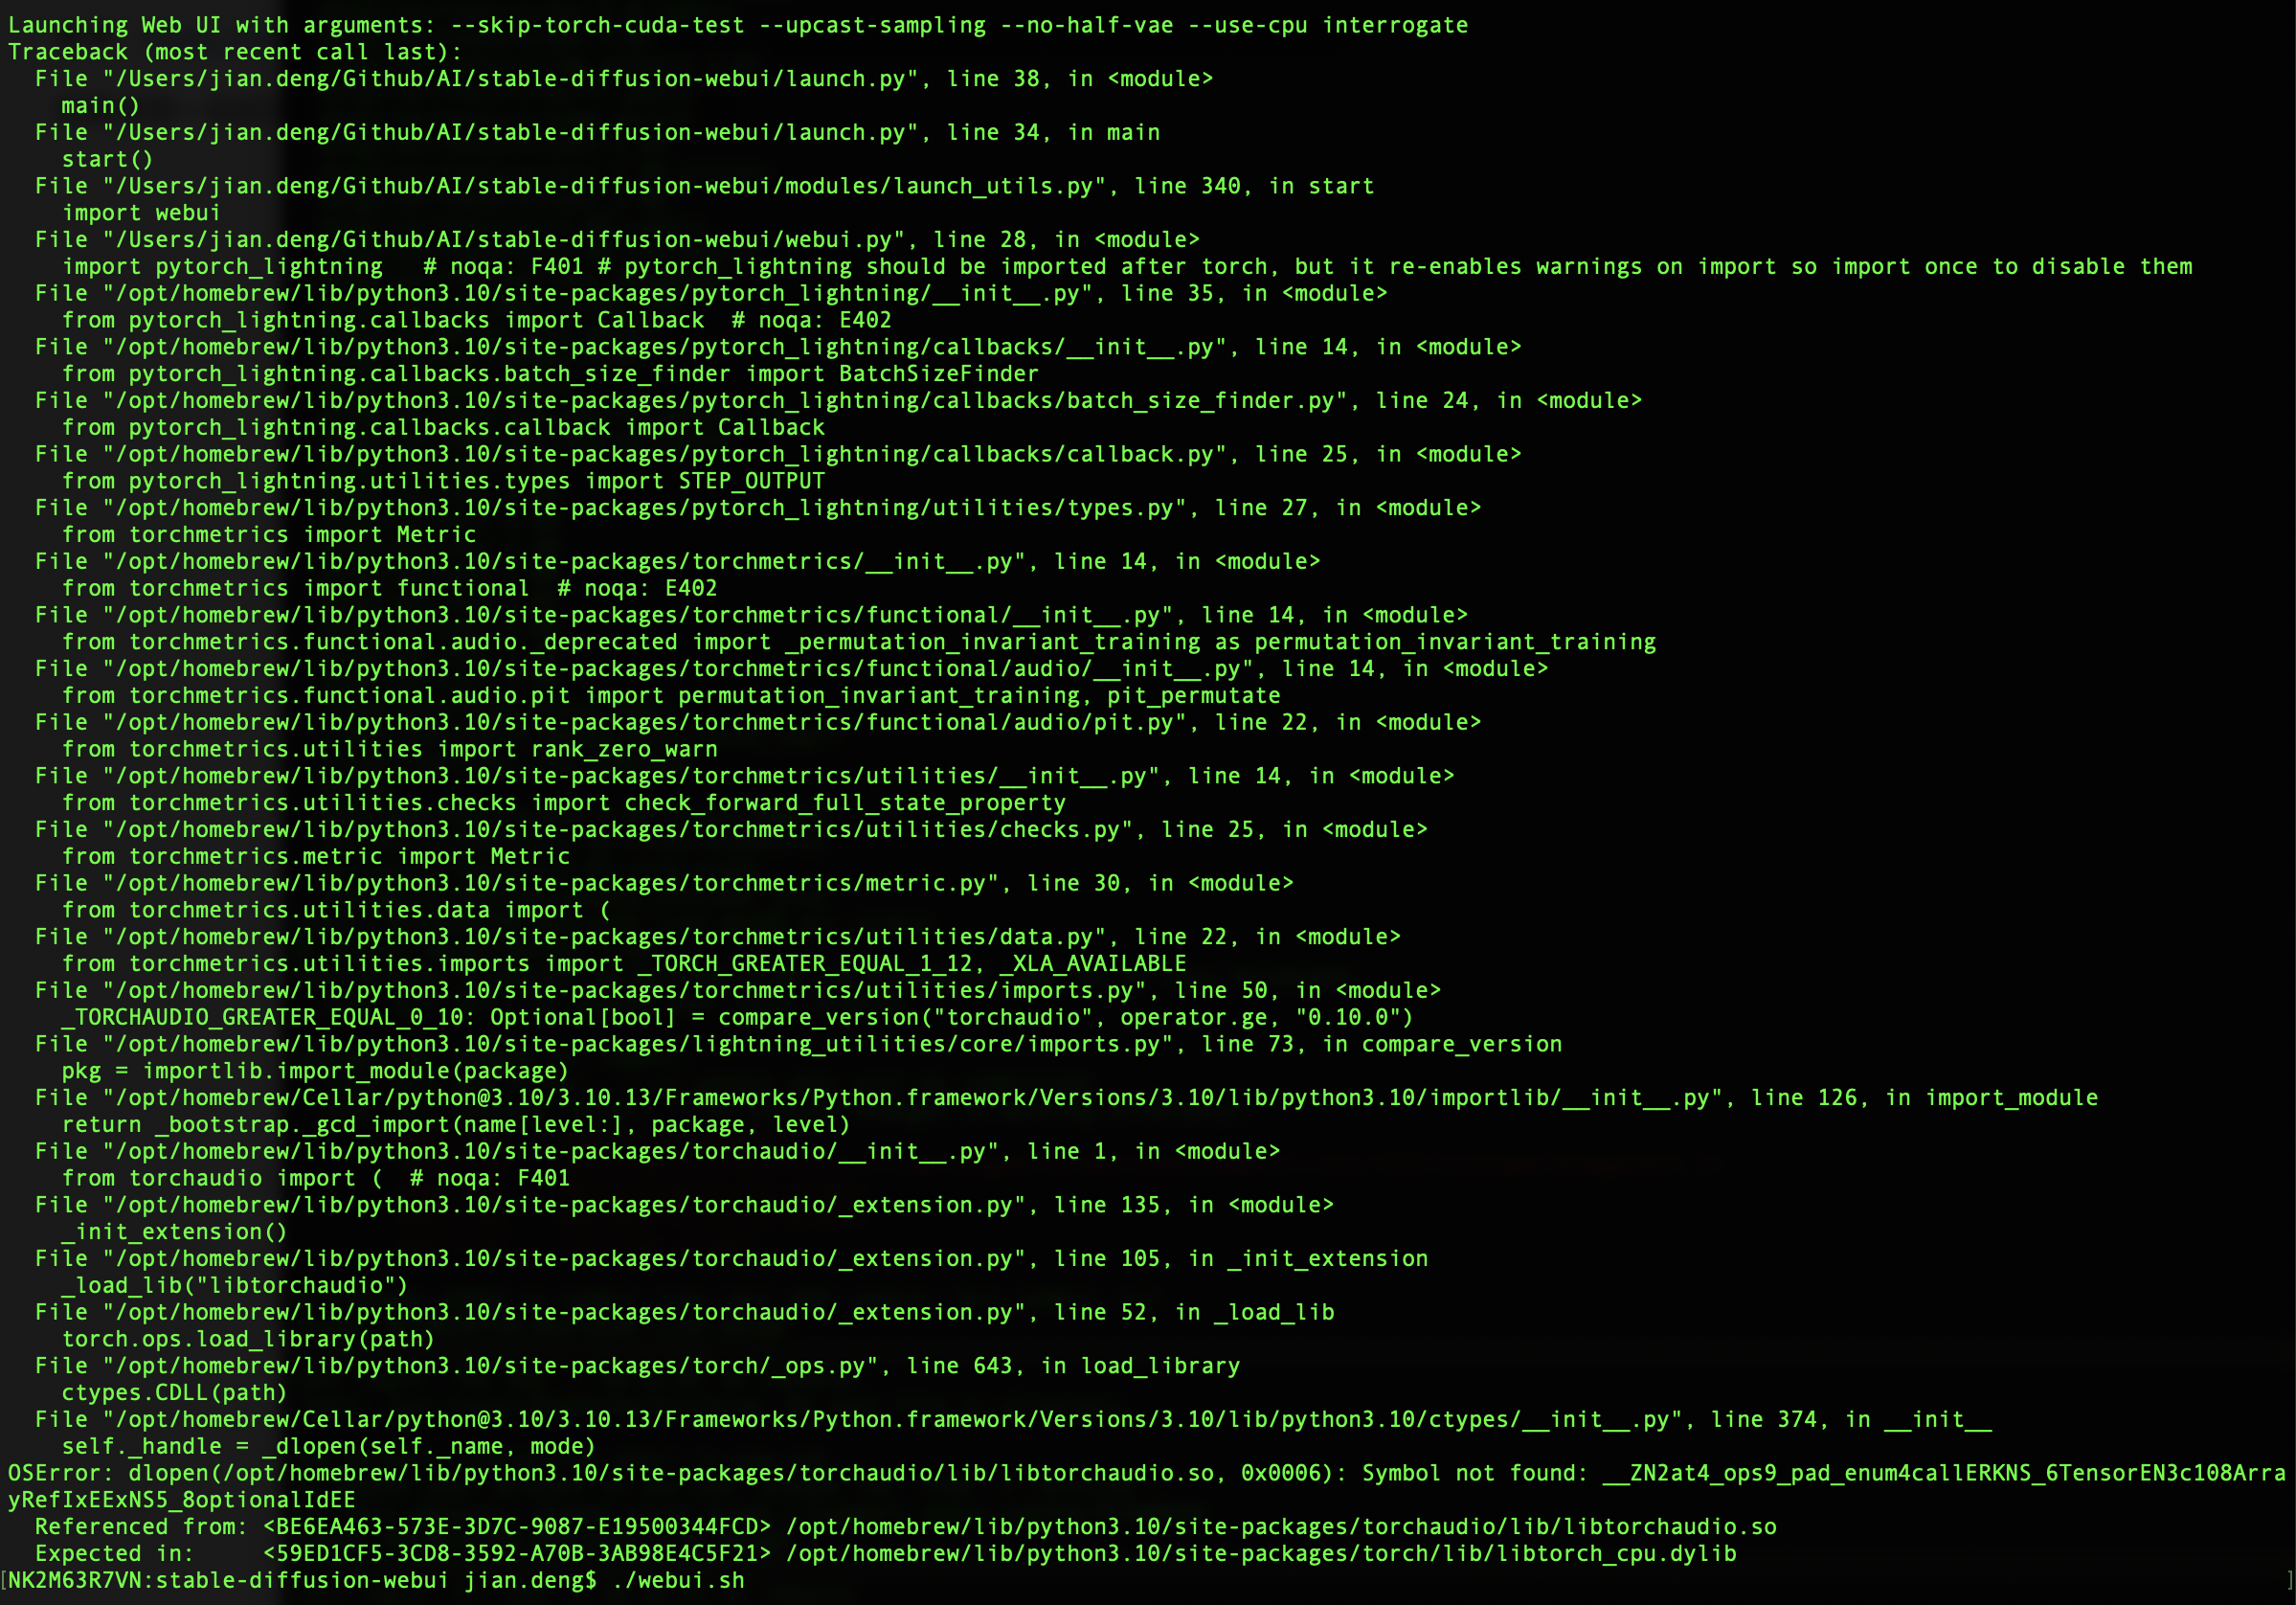 Launching Web UI with arguments: --skip-torch-cuda-test --upcast-sampling --no-half-vae --use-cpu interrogate
Traceback (most recent call last):
  File "/Users/jian.deng/Github/AI/stable-diffusion-webui/launch.py", line 38, in <module>
    main()
  File "/Users/jian.deng/Github/AI/stable-diffusion-webui/launch.py", line 34, in main
    start()
  File "/Users/jian.deng/Github/AI/stable-diffusion-webui/modules/launch_utils.py", line 340, in start
    import webui
  File "/Users/jian.deng/Github/AI/stable-diffusion-webui/webui.py", line 28, in <module>
    import pytorch_lightning   # noqa: F401 # pytorch_lightning should be imported after torch, but it re-enables warnings on import so import once to disable them
  File "/opt/homebrew/lib/python3.10/site-packages/pytorch_lightning/__init__.py", line 35, in <module>
    from pytorch_lightning.callbacks import Callback  # noqa: E402
  File "/opt/homebrew/lib/python3.10/site-packages/pytorch_lightning/callbacks/__init__.py", line 14, in <module>
    from pytorch_lightning.callbacks.batch_size_finder import BatchSizeFinder
  File "/opt/homebrew/lib/python3.10/site-packages/pytorch_lightning/callbacks/batch_size_finder.py", line 24, in <module>
    from pytorch_lightning.callbacks.callback import Callback
  File "/opt/homebrew/lib/python3.10/site-packages/pytorch_lightning/callbacks/callback.py", line 25, in <module>
    from pytorch_lightning.utilities.types import STEP_OUTPUT
  File "/opt/homebrew/lib/python3.10/site-packages/pytorch_lightning/utilities/types.py", line 27, in <module>
    from torchmetrics import Metric
  File "/opt/homebrew/lib/python3.10/site-packages/torchmetrics/__init__.py", line 14, in <module>
    from torchmetrics import functional  # noqa: E402
  File "/opt/homebrew/lib/python3.10/site-packages/torchmetrics/functional/__init__.py", line 14, in <module>
    from torchmetrics.functional.audio._deprecated import _permutation_invariant_training as permutation_invariant_training
  File "/opt/homebrew/lib/python3.10/site-packages/torchmetrics/functional/audio/__init__.py", line 14, in <module>
    from torchmetrics.functional.audio.pit import permutation_invariant_training, pit_permutate
  File "/opt/homebrew/lib/python3.10/site-packages/torchmetrics/functional/audio/pit.py", line 22, in <module>
    from torchmetrics.utilities import rank_zero_warn
  File "/opt/homebrew/lib/python3.10/site-packages/torchmetrics/utilities/__init__.py", line 14, in <module>
    from torchmetrics.utilities.checks import check_forward_full_state_property
  File "/opt/homebrew/lib/python3.10/site-packages/torchmetrics/utilities/checks.py", line 25, in <module>
    from torchmetrics.metric import Metric
  File "/opt/homebrew/lib/python3.10/site-packages/torchmetrics/metric.py", line 30, in <module>
    from torchmetrics.utilities.data import (
  File "/opt/homebrew/lib/python3.10/site-packages/torchmetrics/utilities/data.py", line 22, in <module>
    from torchmetrics.utilities.imports import _TORCH_GREATER_EQUAL_1_12, _XLA_AVAILABLE
  File "/opt/homebrew/lib/python3.10/site-packages/torchmetrics/utilities/imports.py", line 50, in <module>
    _TORCHAUDIO_GREATER_EQUAL_0_10: Optional[bool] = compare_version("torchaudio", operator.ge, "0.10.0")
  File "/opt/homebrew/lib/python3.10/site-packages/lightning_utilities/core/imports.py", line 73, in compare_version
    pkg = importlib.import_module(package)
  File "/opt/homebrew/Cellar/python@3.10/3.10.13/Frameworks/Python.framework/Versions/3.10/lib/python3.10/importlib/__init__.py", line 126, in import_module
    return _bootstrap._gcd_import(name[level:], package, level)
  File "/opt/homebrew/lib/python3.10/site-packages/torchaudio/__init__.py", line 1, in <module>
    from torchaudio import (  # noqa: F401
  File "/opt/homebrew/lib/python3.10/site-packages/torchaudio/_extension.py", line 135, in <module>
    _init_extension()
  File "/opt/homebrew/lib/python3.10/site-packages/torchaudio/_extension.py", line 105, in _init_extension
    _load_lib("libtorchaudio")
  File "/opt/homebrew/lib/python3.10/site-packages/torchaudio/_extension.py", line 52, in _load_lib
    torch.ops.load_library(path)
  File "/opt/homebrew/lib/python3.10/site-packages/torch/_ops.py", line 643, in load_library
    ctypes.CDLL(path)
  File "/opt/homebrew/Cellar/python@3.10/3.10.13/Frameworks/Python.framework/Versions/3.10/lib/python3.10/ctypes/__init__.py", line 374, in __init__
    self._handle = _dlopen(self._name, mode)
OSError: dlopen(/opt/homebrew/lib/python3.10/site-packages/torchaudio/lib/libtorchaudio.so, 0x0006): Symbol not found: __ZN2at4_ops9_pad_enum4callERKNS_6TensorEN3c108Arra
yRefIxEExNS5_8optionalIdEE
  Referenced from: <BE6EA463-573E-3D7C-9087-E19500344FCD> /opt/homebrew/lib/python3.10/site-packages/torchaudio/lib/libtorchaudio.so
  Expected in:     <59ED1CF5-3CD8-3592-A70B-3AB98E4C5F21> /opt/homebrew/lib/python3.10/site-packages/torch/lib/libtorch_cpu.dylib
[NK2M63R7VN:stable-diffusion-webui jian.deng$ ./webui.sh ]